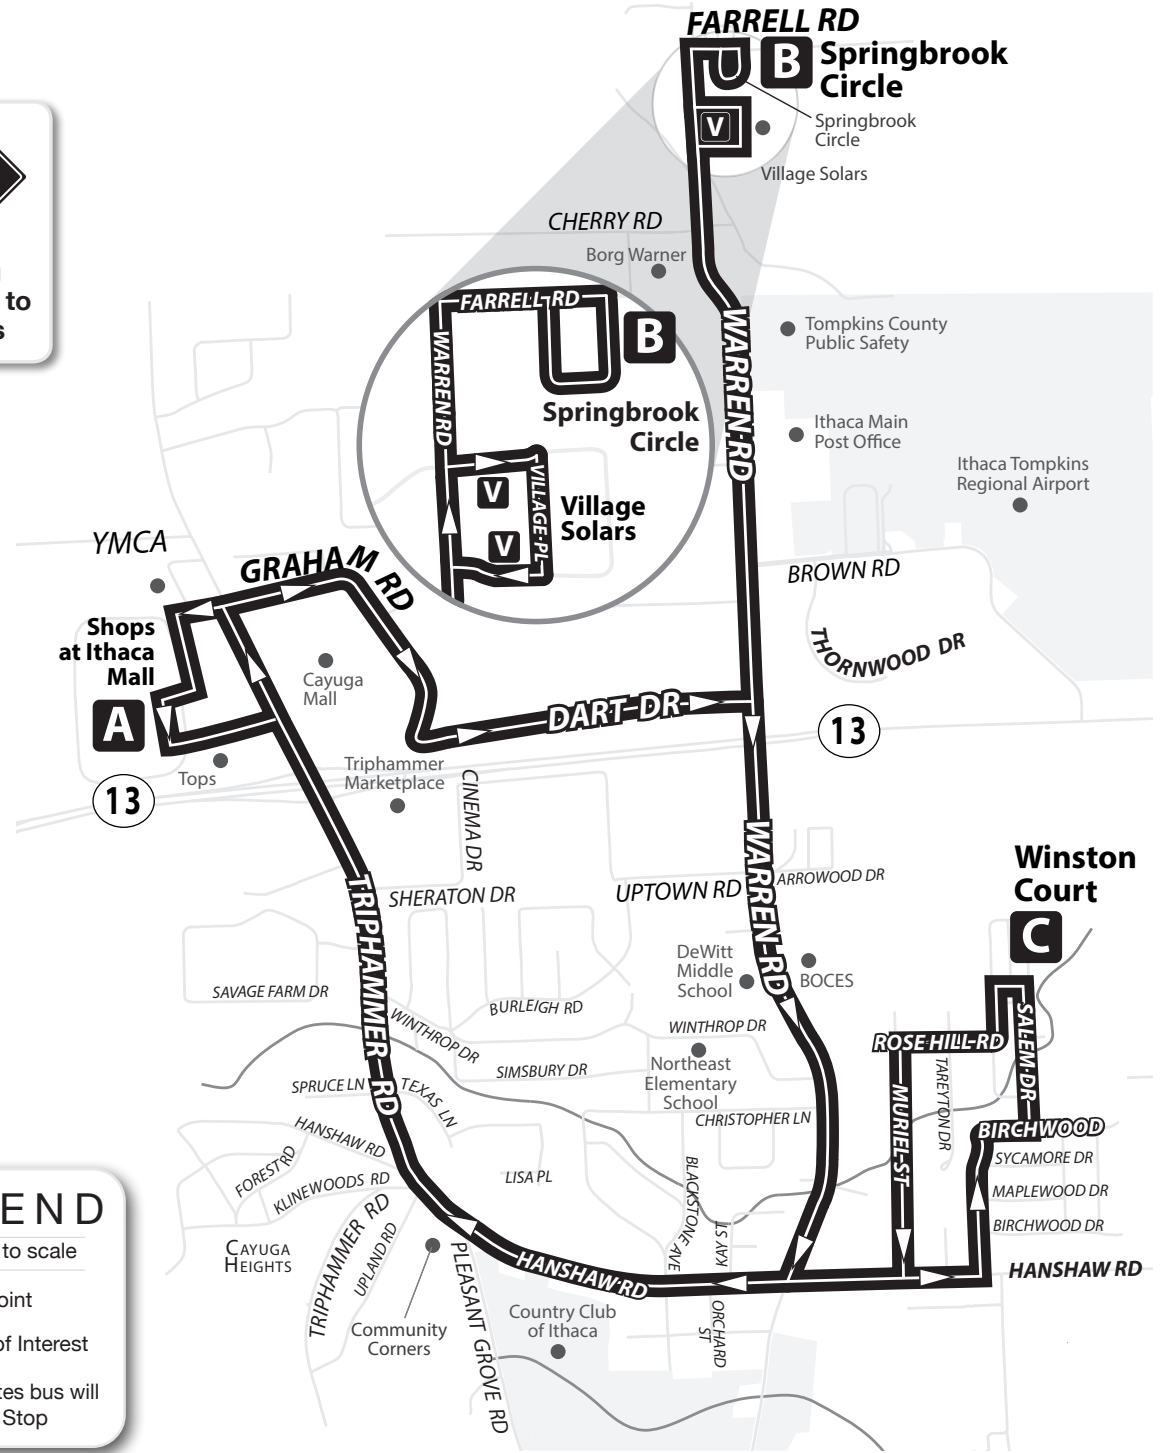 FARRELL RD
B
Springbrook
Circle
Springbrook
Circle
V
Village Solars
CHERRY RD
Borg Warner
to
s
FARRELL RD
B
WARREN RD
Springbrook
Circle
VILLAGE PL
V
V
Village
Solars
WARREN RD
Tompkins County
Public Safety
Ithaca Main
Post Office
Ithaca Tompkins
Regional Airport
YMCA
GRAHAM RD
BROWN RD
THORNWOOD DR
Shops
at Ithaca
Mall
A
Cayuga
Mall
DART DR
13
Tops
13
Triphammer
Marketplace
CINEMA DR
SHERATON DR
UPTOWN RD
WARREN RD
ARROWOOD DR
Winston
Court
C
TRIPHAMMER RD
DeWitt
Middle
School
BOCES
SAVAGE FARM DR
BURLEIGH RD
WINTHROP DR
WINTHROP DR
ROSE HILL RD
SALEM DR
SIMSBURY DR
Northeast
Elementary
School
SPRUCE LN
TEXAS LN
TAREYTON DR
MURIEL ST
CHRISTOPHER LN
BIRCHWOOD
HANSHAW RD
FOREST RD
KLINEWOODS RD
LISA PL
BLACKSTONE AVE
SYCAMORE DR
MAPLEWOOD DR
BIRCHWOOD DR
KAY ST
END
to scale
oint
of Interest
tes bus will
Stop
CAYUGA
HEIGHTS
TRIPHAMMER RD
UPLAND RD
PLEASANT GROVE RD
HANSHAW RD
HANSHAW RD
Community
Corners
Country Club
of Ithaca
ORCHARD
ST